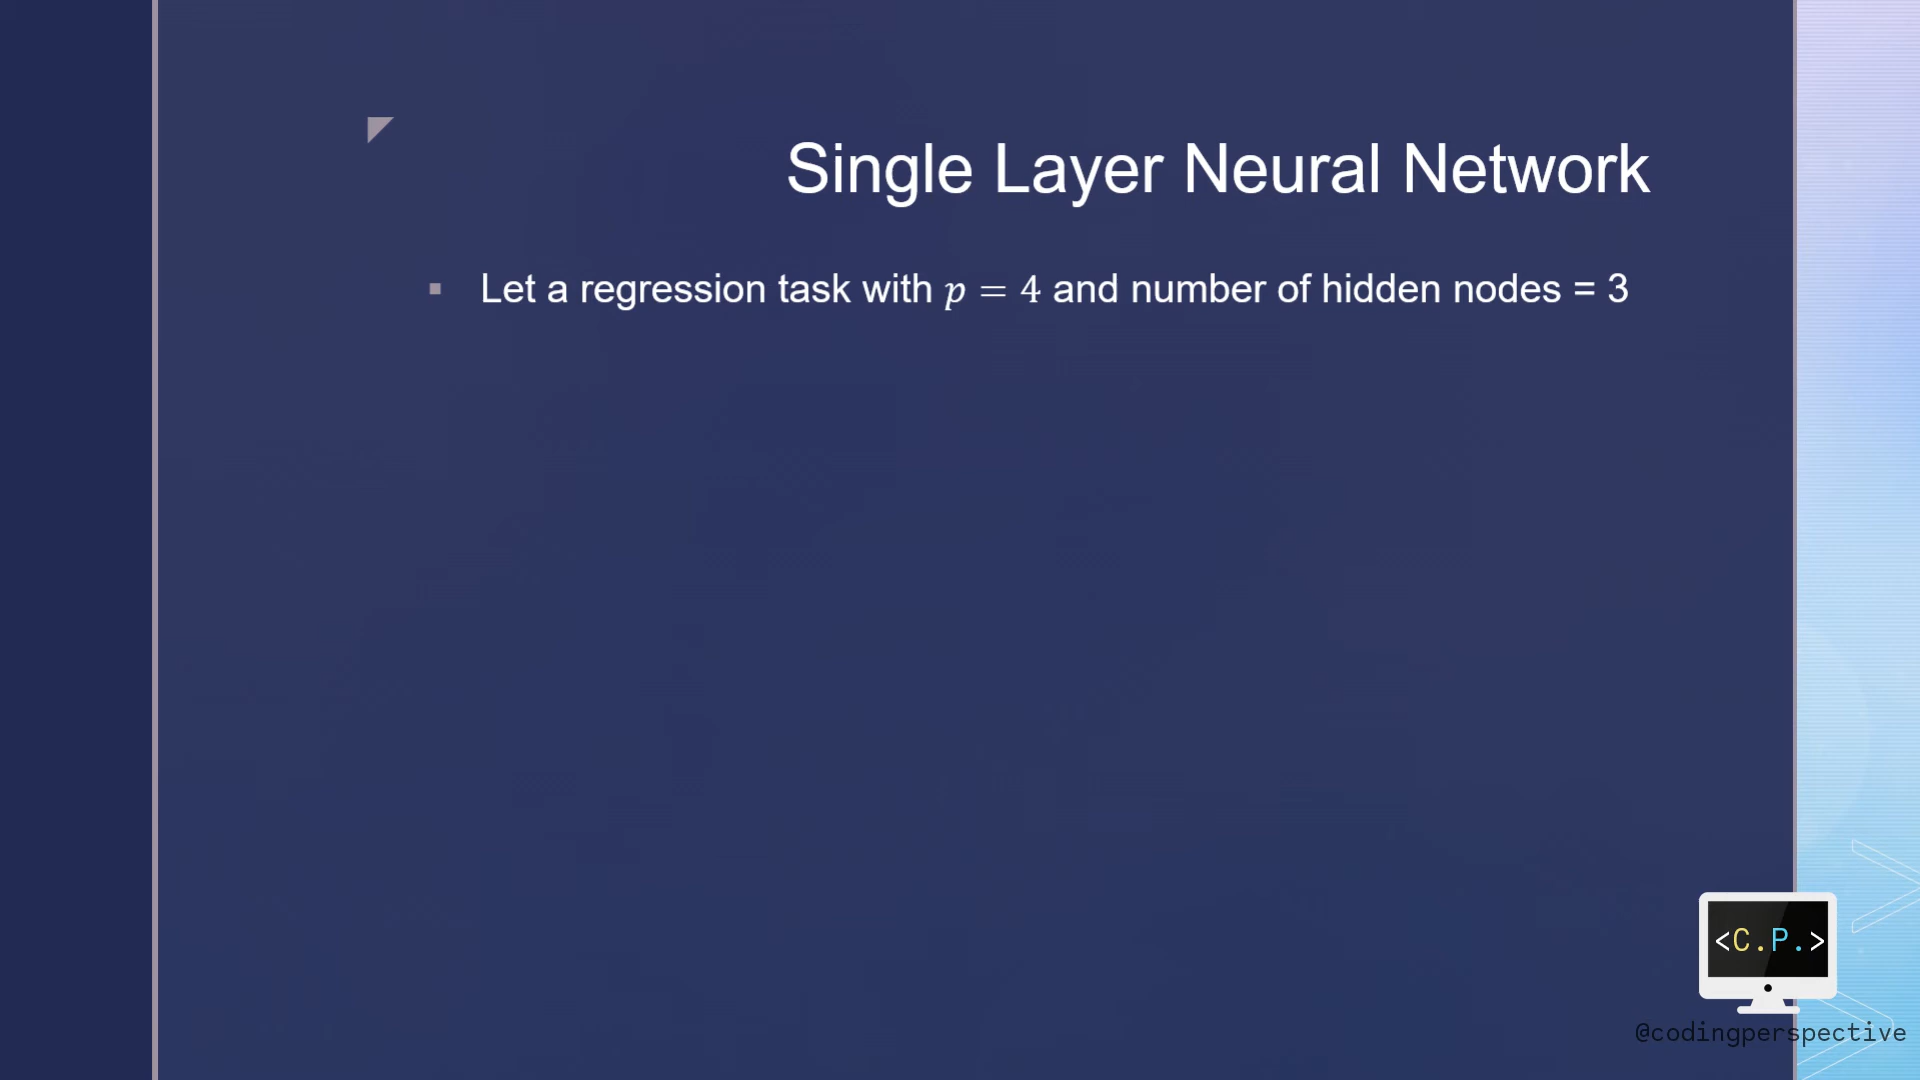 Single Layer Neural Network
Let a regression task with p = 4 and number of hidden nodes = 3
<C.P.>
@codingperspective